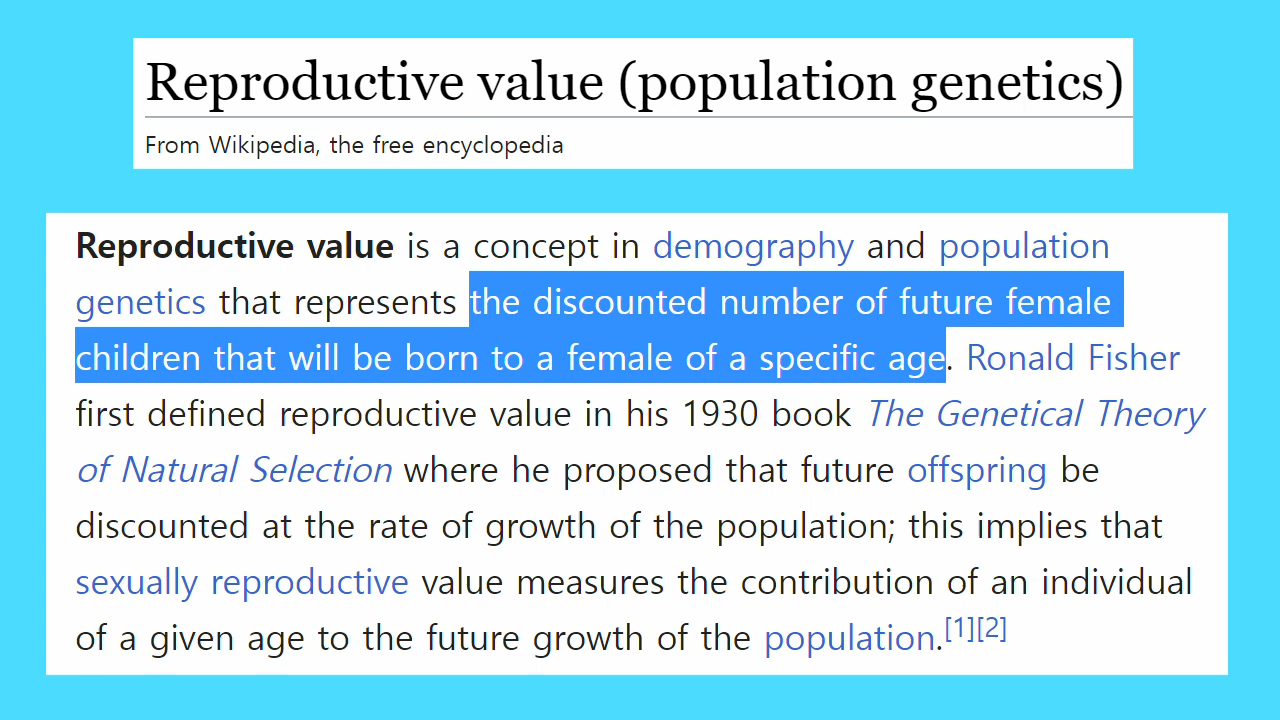 Reproductive value (population genetics)
From Wikipedia, the free encyclopedia
Reproductive value is a concept in demography and population
genetics that represents the discounted number of future female
children that will be born to a female of a specific age. Ronald Fisher
first defined reproductive value in his 1930 book The Genetical Theory
of Natural Selection where he proposed that future offspring be
discounted at the rate of growth of the population; this implies that
sexually reproductive value measures the contribution of an individual
of a given age to the future growth of the population.[1][2]